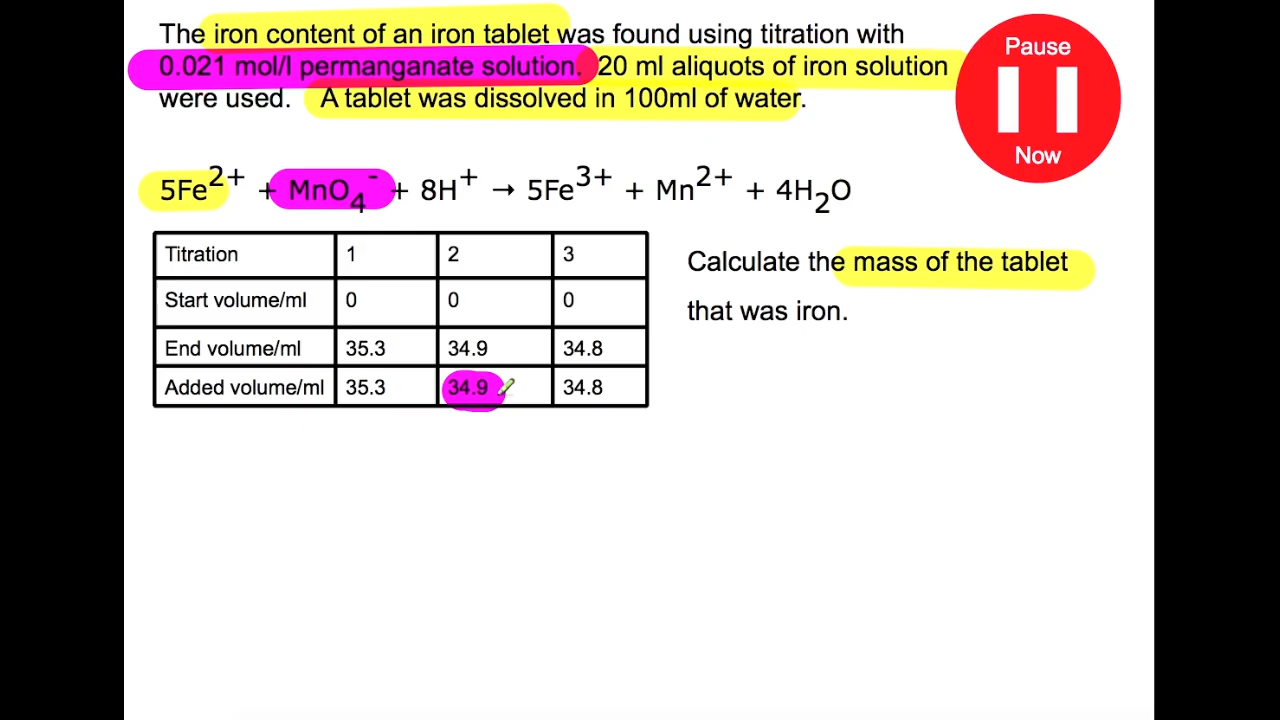 The iron content of an iron tablet was found using titration with
0.021 mol/l permanganate solution. 20 ml aliquots of iron solution
were used. A tablet was dissolved in 100ml of water.
Pause
Now
5Fe²⁺ + MnO₄⁻ + 8H⁺ → 5Fe³⁺ + Mn²⁺ + 4H₂O
Titration 1 2 3
Start volume/ml 0 0 0
End volume/ml 35.3 34.9 34.8
Added volume/ml 35.3 34.9 34.8
Calculate the mass of the tablet
that was iron.